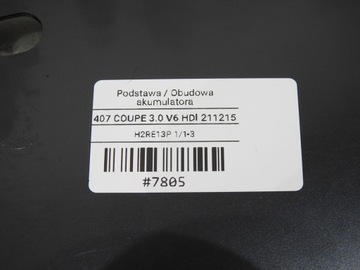 Podstawa / Obudowa
akumulatora
407 COUPE 3.0 V6 HDI 211215
H2RE13P 1/1-3
#7805